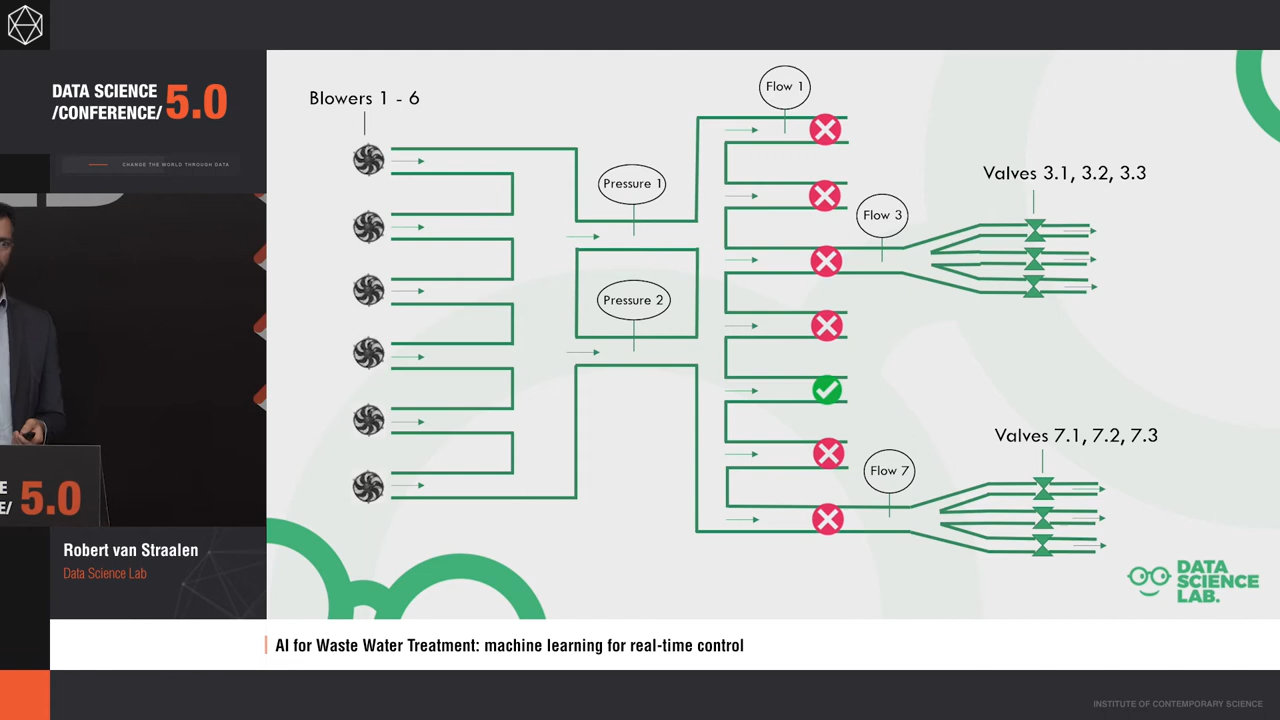 DATA SCIENCE
/CONFERENCE/ 5.0
CHANGE THE WORLD THROUGH DATA
Blowers 1 - 6
Pressure 1
Pressure 2
Flow 1
Flow 3
Valves 3.1, 3.2, 3.3
Flow 7
Valves 7.1, 7.2, 7.3
DATA
SCIENCE
LAB.
5.0
Robert van Straalen
Data Science Lab
AI for Waste Water Treatment: machine learning for real-time control
INSTITUTE OF CONTEMPORARY SCIENCE